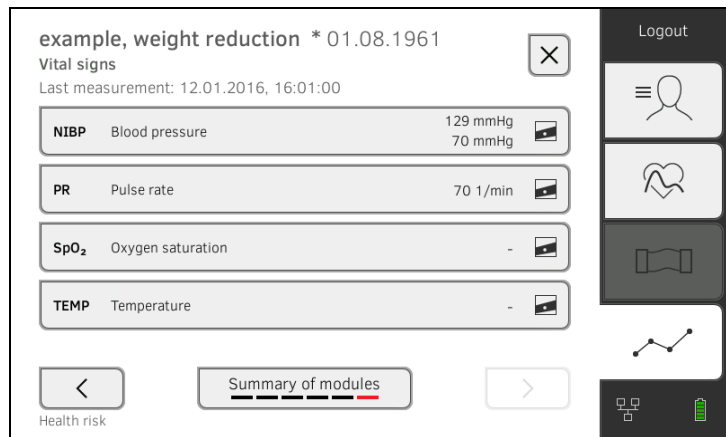 example, weight reduction * 01.08.1961
Vital signs
Last measurement: 12.01.2016, 16:01:00
NIBP Blood pressure 129 mmHg
70 mmHg
PR Pulse rate 70 1/min
SpO₂ Oxygen saturation -
TEMP Temperature -
Summary of modules
Health risk
Logout